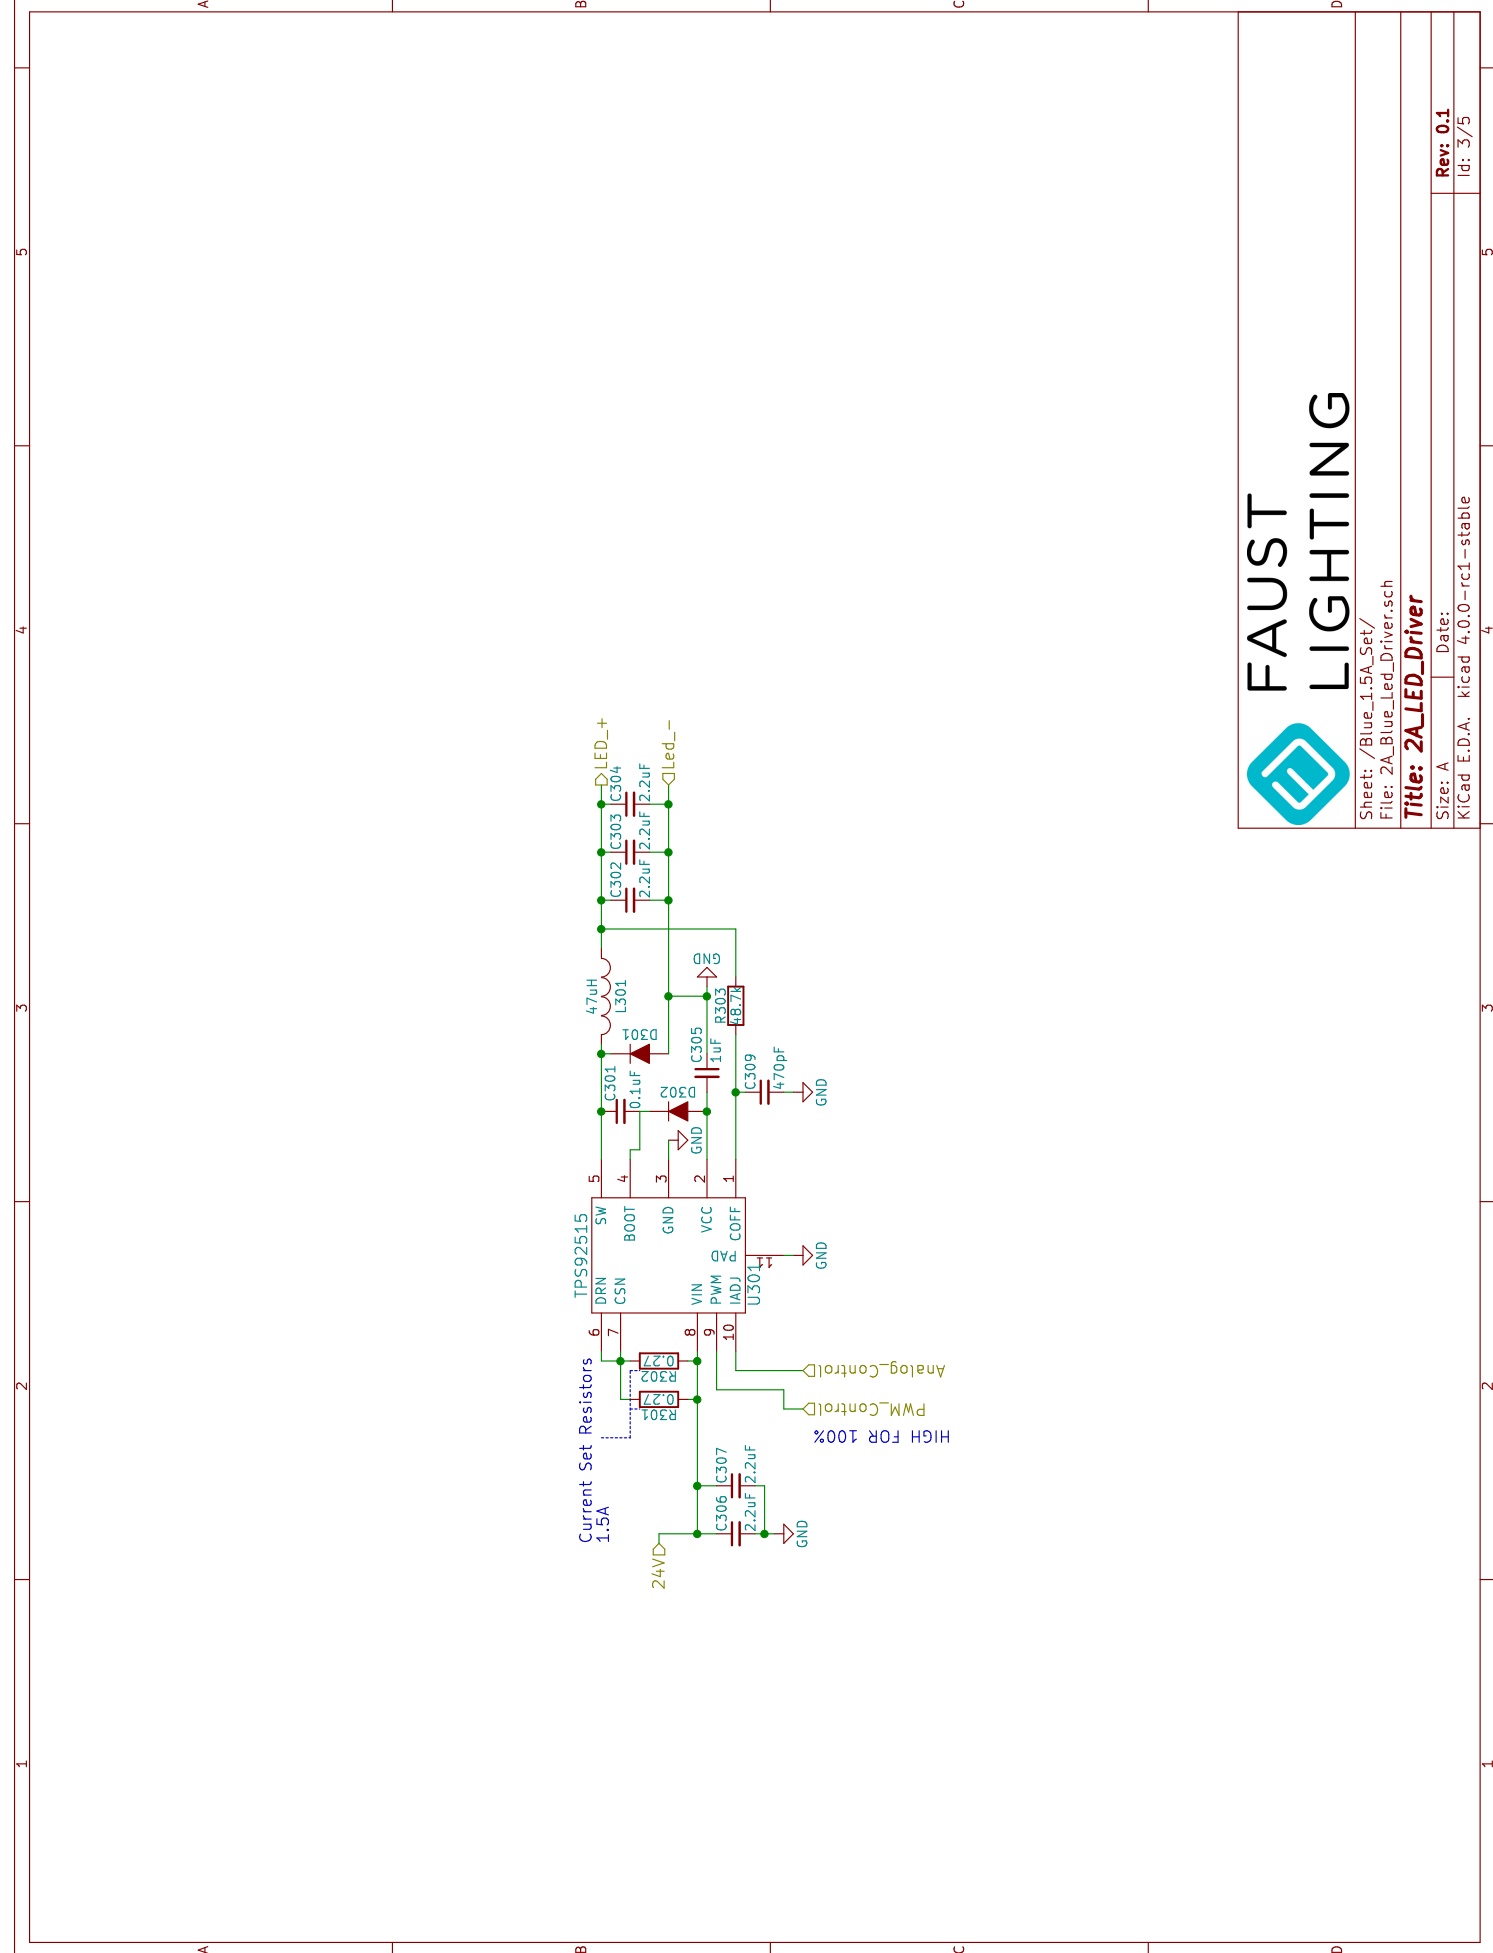 Current Set Resistors
1.5A
24V
C306
2.2uF
C307
2.2uF
GND
R301
0.27
R302
0.27
HIGH FOR 100%
PWM_Control
Analog_Control
TPS92515
U301
DRN
CSN
VIN
PWM
IADJ
PAD
SW
BOOT
GND
VCC
COFF
6
7
8
9
10
11
5
4
3
2
1
GND
GND
C301
0.1uF
D302
D301
C305
1uF
C309
470pF
GND
R303
48.7k
GND
47uH
L301
C302
2.2uF
C303
2.2uF
C304
2.2uF
LED_+
Led_-
FAUST
LIGHTING
Sheet: /Blue_1.5A_Set/
File: 2A_Blue_Led_Driver.sch
Title: 2A_LED_Driver
Size: A
Date:
Rev: 0.1
KiCad E.D.A. kicad 4.0.0-rc1-stable
Id: 3/5
1
2
3
4
5
1
2
3
4
5
A
B
C
D
A
B
C
D